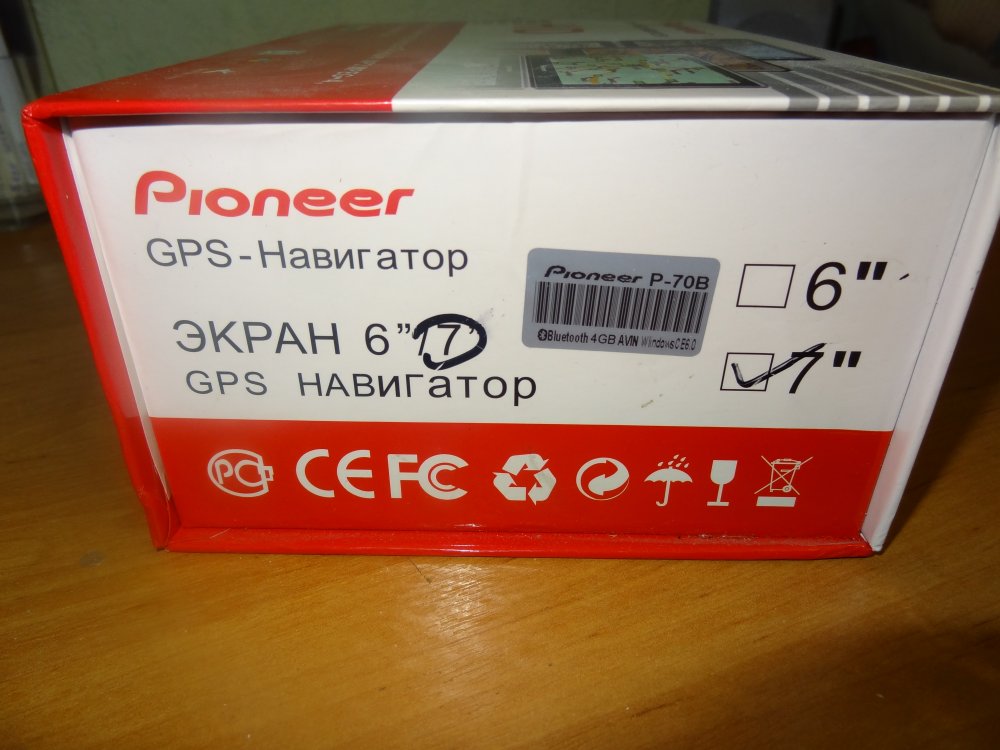 Pioneer
GPS-Навигатор
ЭКРАН 6" 7"
GPS НАВИГатор
Pioneer P-70B
Bluetooth 4GB AVIN WindowsCE6.0
6"
7"
РС CE FC